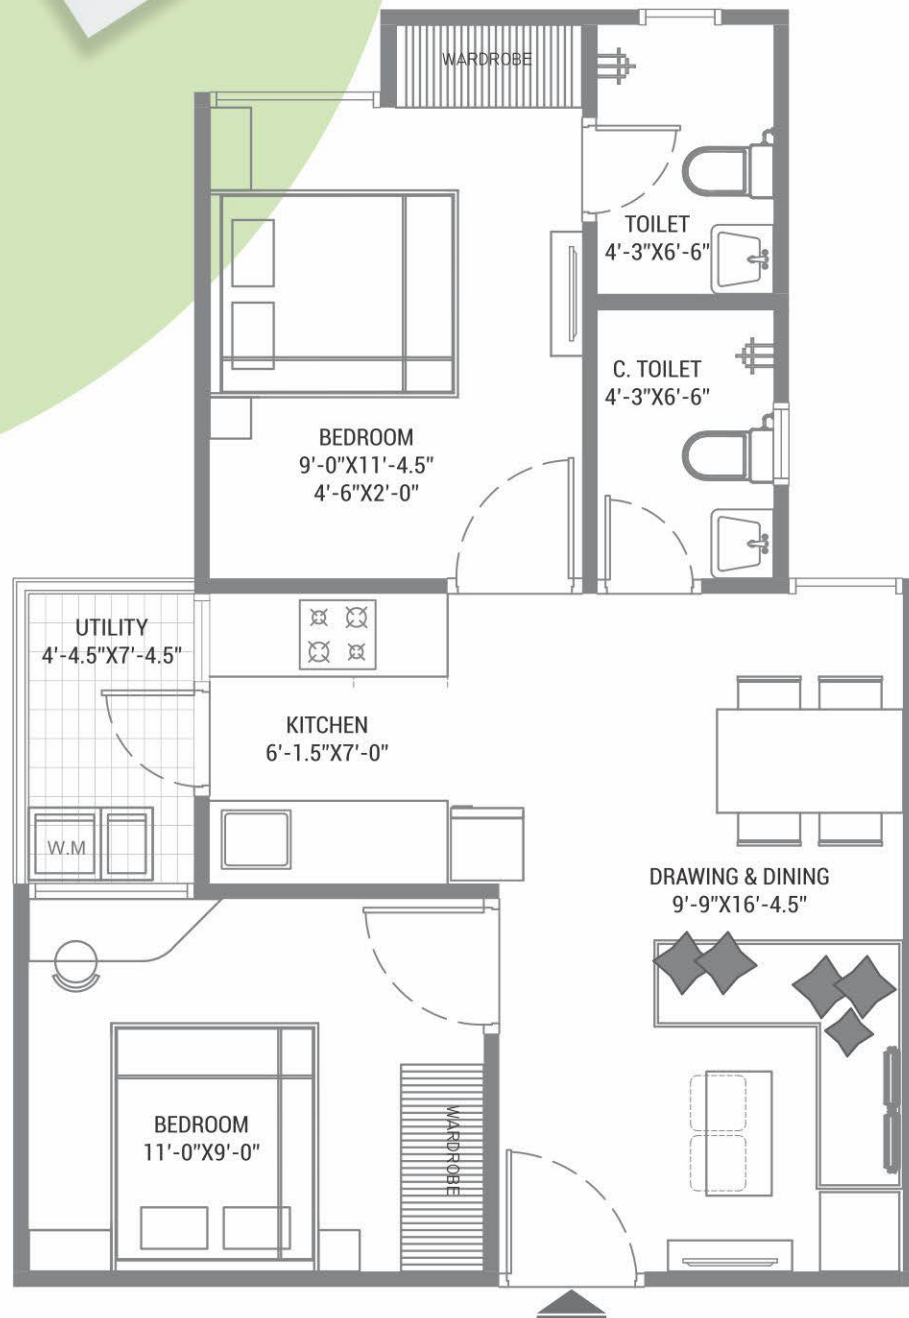 WARDROBE
TOILET
4'-3"X6'-6"
C. TOILET
4'-3"X6'-6"
BEDROOM
9'-0"X11'-4.5"
4'-6"X2'-0"
UTILITY
4'-4.5"X7'-4.5"
KITCHEN
6'-1.5"X7'-0"
W.M
DRAWING & DINING
9'-9"X16'-4.5"
BEDROOM
11'-0"X9'-0"
WARDROBE